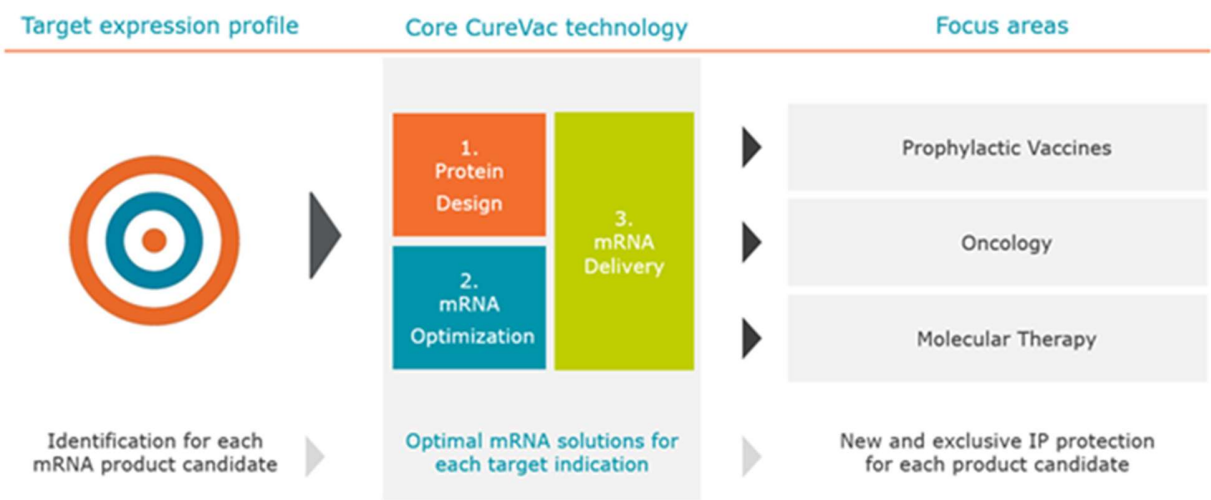 Target expression profile
Core CureVac technology
Focus areas
1.
Protein
Design
2.
mRNA
Optimization
3.
mRNA
Delivery
Prophylactic Vaccines
Oncology
Molecular Therapy
Identification for each
mRNA product candidate
Optimal mRNA solutions for
each target indication
New and exclusive IP protection
for each product candidate